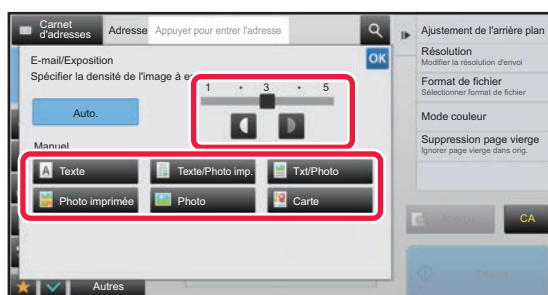 Carnet d'adresses
Adresse
Appuyer pour entrer l'adresse
E-mail/Exposition
OK
Spécifier la densité de l'image à e
1 • 3 • 5
Auto.
Manuel
Texte
Texte/Photo imp.
Txt/Photo
Photo imprimée
Photo
Carte
Autres
Ajustement de l'arrière plan
Résolution
Modifier la résolution d'envoi
Format de fichier
Sélectionner format de fichier
Mode couleur
Suppression page vierge
Ignorer page vierge dans orig.
Aperçu
CA
Départ